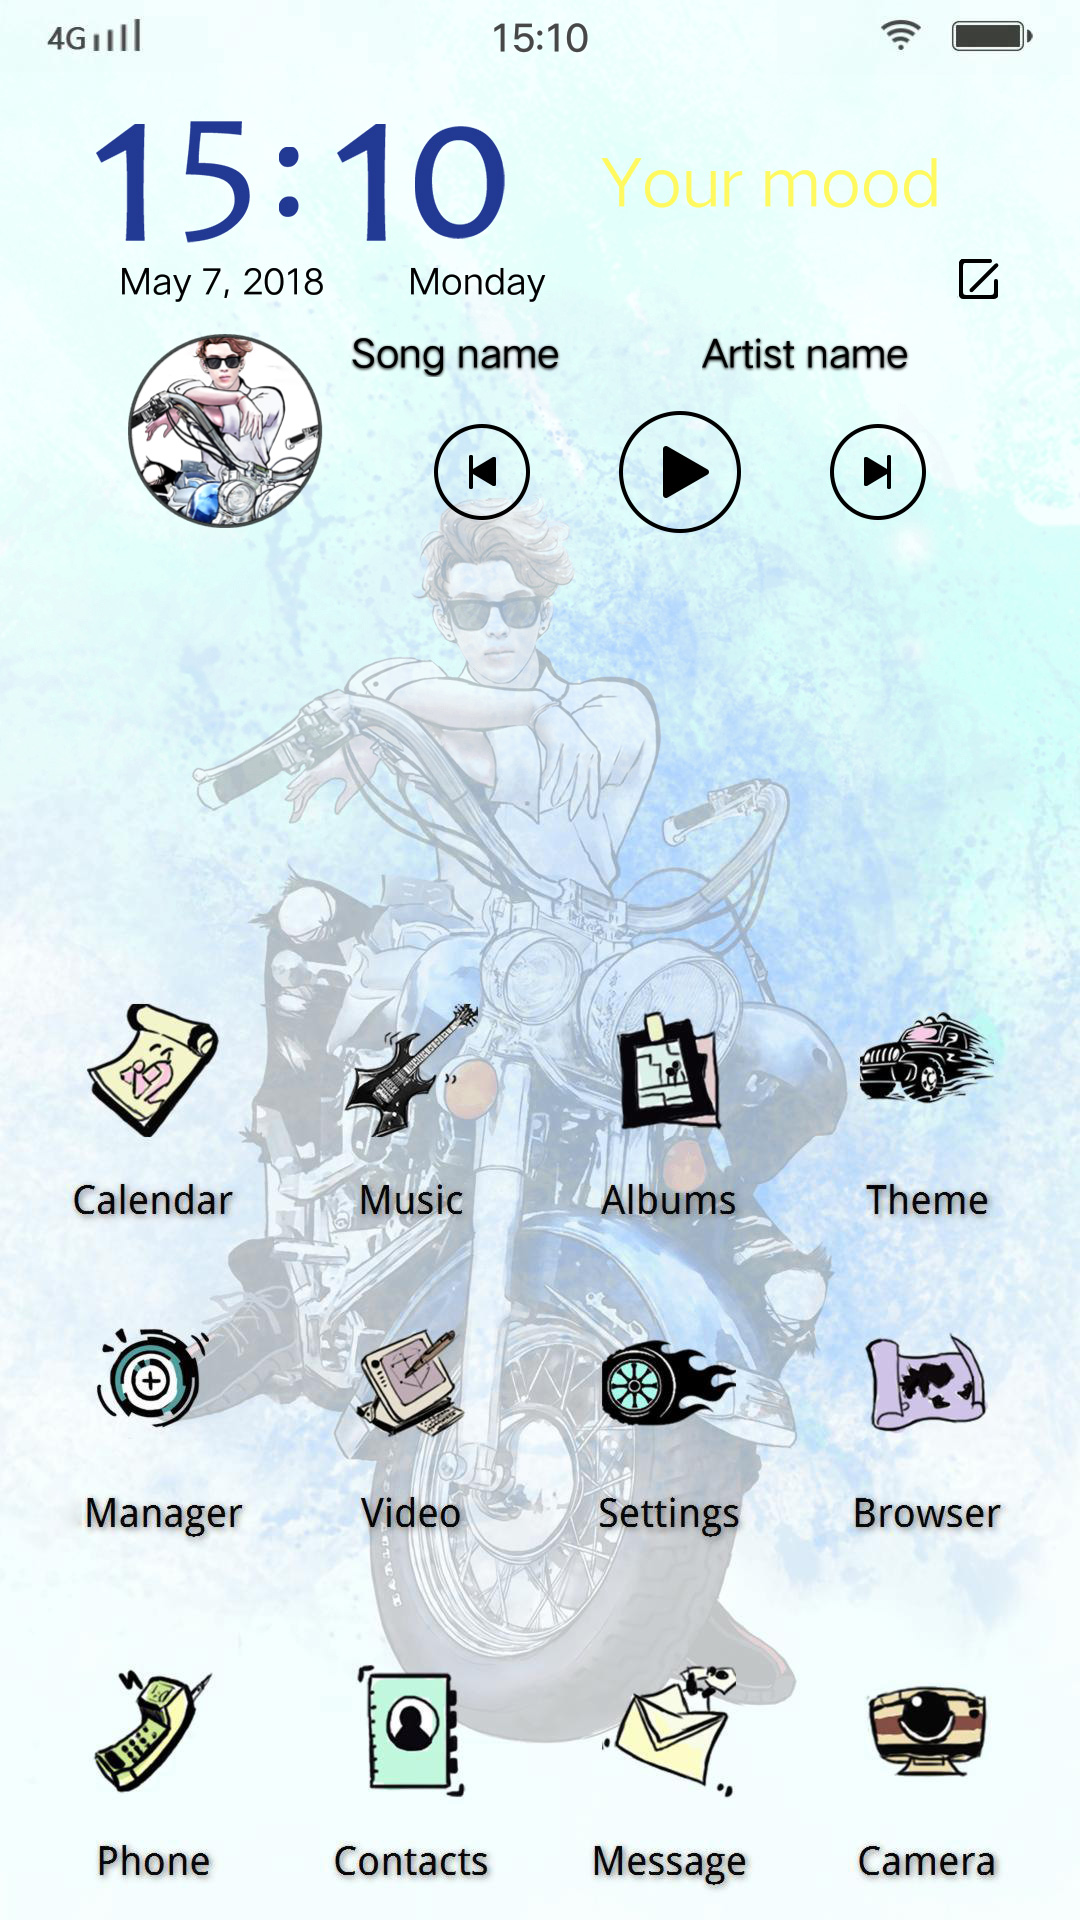 4G 15:10
15:10
Your mood
May 7, 2018 Monday
Song name Artist name
Calendar Music Albums Theme
Manager Video Settings Browser
Phone Contacts Message Camera